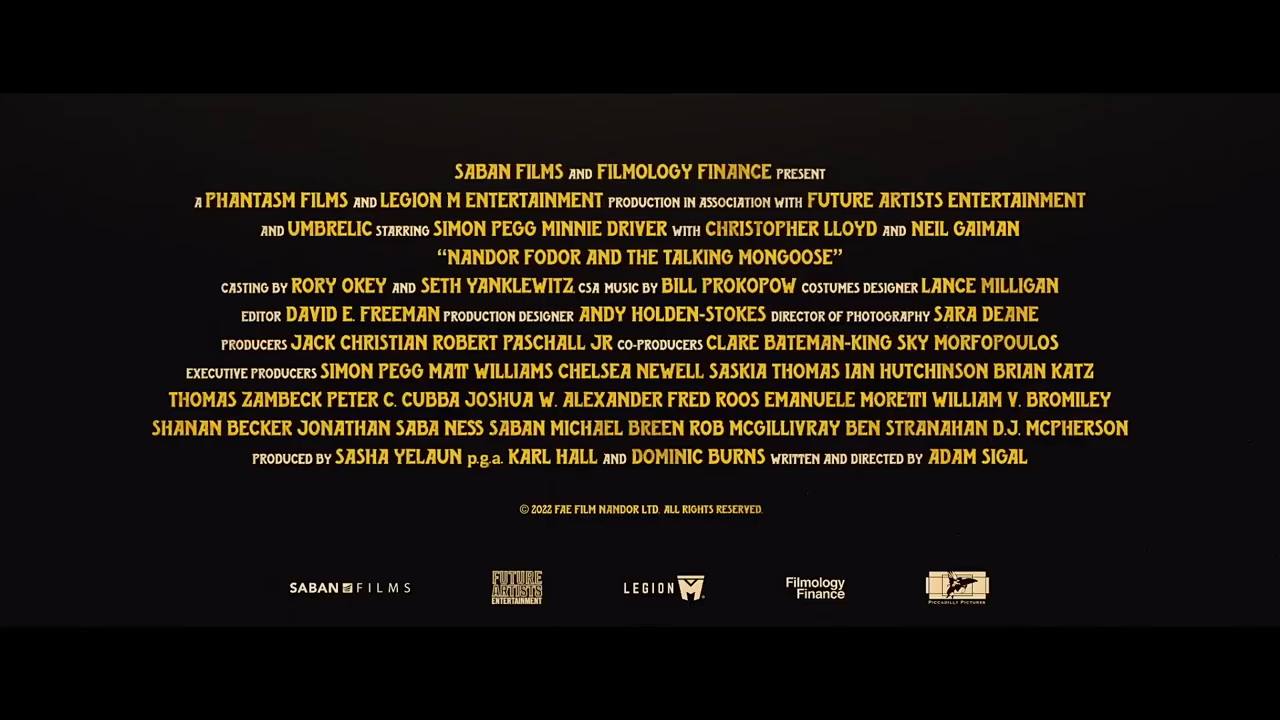 SABAN FILMS AND FILMOLOGY FINANCE PRESENT
A PHANTASM FILMS AND LEGION M ENTERTAINMENT PRODUCTION IN ASSOCIATION WITH FUTURE ARTISTS ENTERTAINMENT
AND UMBRELIC STARRING SIMON PEGG MINNIE DRIVER WITH CHRISTOPHER LLOYD AND NEIL GAIMAN
“NANDOR FODOR AND THE TALKING MONGOOSE”
CASTING BY RORY OKEY AND SETH YANKLEWITZ CSA MUSIC BY BILL PROKOPOW COSTUMES DESIGNER LANCE MILLIGAN
EDITOR DAVID E. FREEMAN PRODUCTION DESIGNER ANDY HOLDEN-STOKES DIRECTOR OF PHOTOGRAPHY SARA DEANE
PRODUCERS JACK CHRISTIAN ROBERT PASCHALL JR CO-PRODUCERS CLARE BATEMAN-KING SKY MORFOPOULOS
EXECUTIVE PRODUCERS SIMON PEGG MATT WILLIAMS CHELSEA NEWELL SASKIA THOMAS IAN HUTCHINSON BRIAN KATZ
THOMAS ZAMBECK PETER C. CUBBA JOSHUA W. ALEXANDER FRED ROOS EMANUELE MORETTI WILLIAM V. BROMILEY
SHANAN BECKER JONATHAN SABA NESS SABAN MICHAEL BREEN ROB MCGILLIVRAY BEN STRANAHAN D.J. MCPHERSON
PRODUCED BY SASHA YELAUN p.g.a. KARL HALL AND DOMINIC BURNS WRITTEN AND DIRECTED BY ADAM SIGAL
© 2022 FAE FILM NANDOR LTD. ALL RIGHTS RESERVED.
SABAN FILMS
FUTURE
ARTISTS
ENTERTAINMENT
LEGION M
Filmology
Finance
PICCADILLY PICTURES